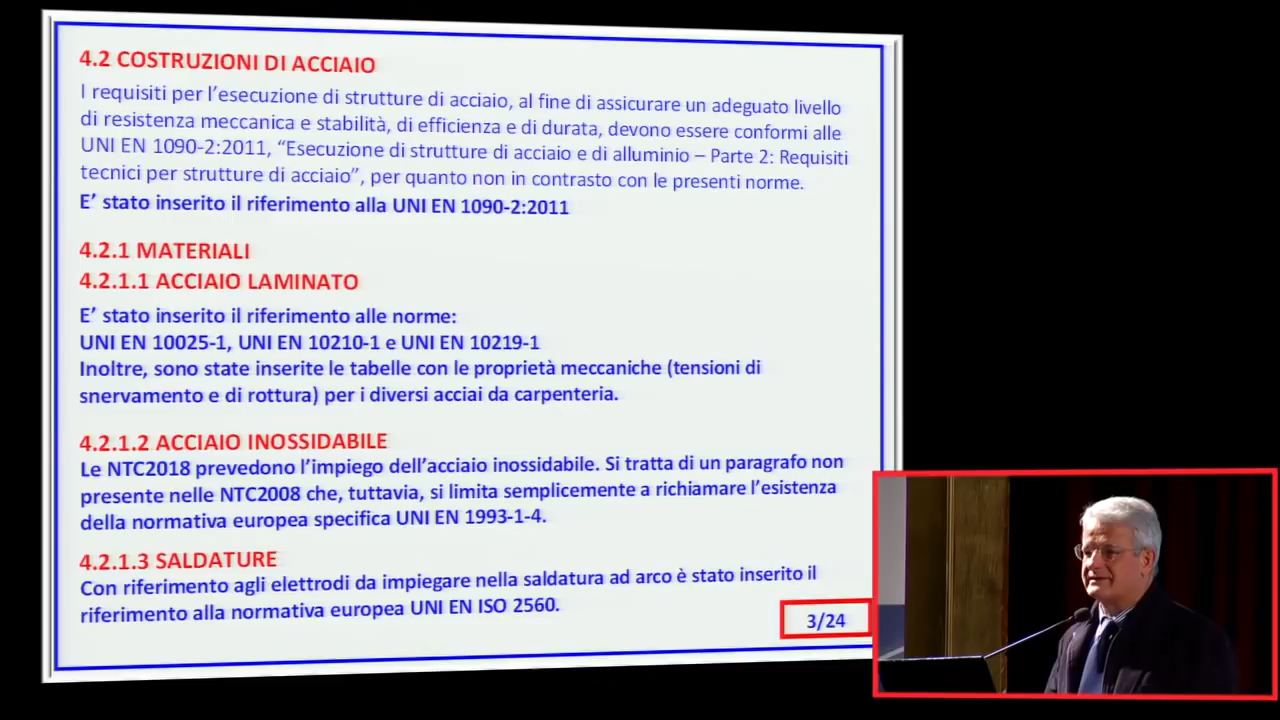 4.2 COSTRUZIONI DI ACCIAIO
I requisiti per l’esecuzione di strutture di acciaio, al fine di assicurare un adeguato livello
di resistenza meccanica e stabilità, di efficienza e di durata, devono essere conformi alle
UNI EN 1090-2:2011, “Esecuzione di strutture di acciaio e di alluminio – Parte 2: Requisiti
tecnici per strutture di acciaio”, per quanto non in contrasto con le presenti norme.
E’ stato inserito il riferimento alla UNI EN 1090-2:2011
4.2.1 MATERIALI
4.2.1.1 ACCIAIO LAMINATO
E’ stato inserito il riferimento alle norme:
UNI EN 10025-1, UNI EN 10210-1 e UNI EN 10219-1
Inoltre, sono state inserite le tabelle con le proprietà meccaniche (tensioni di
snervamento e di rottura) per i diversi acciai da carpenteria.
4.2.1.2 ACCIAIO INOSSIDABILE
Le NTC2018 prevedono l’impiego dell’acciaio inossidabile. Si tratta di un paragrafo non
presente nelle NTC2008 che, tuttavia, si limita semplicemente a richiamare l’esistenza
della normativa europea specifica UNI EN 1993-1-4.
4.2.1.3 SALDATURE
Con riferimento agli elettrodi da impiegare nella saldatura ad arco è stato inserito il
riferimento alla normativa europea UNI EN ISO 2560.
3/24